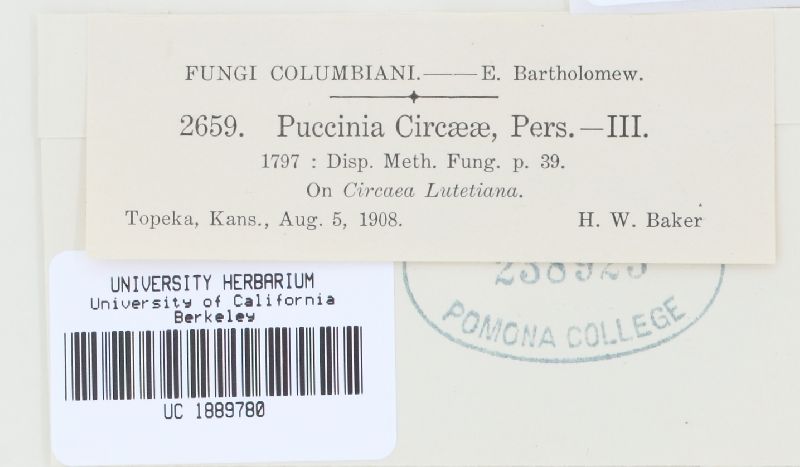 FUNGI COLUMBIANI.——E. Bartholomew.
2659. Puccinia Circææ, Pers.—III.
1797 : Disp. Meth. Fung. p. 39.
On Circaea Lutetiana.
Topeka, Kans., Aug. 5, 1908. H. W. Baker
238925
POMONA COLLEGE
UNIVERSITY HERBARIUM
University of California
Berkeley
UC 1889780